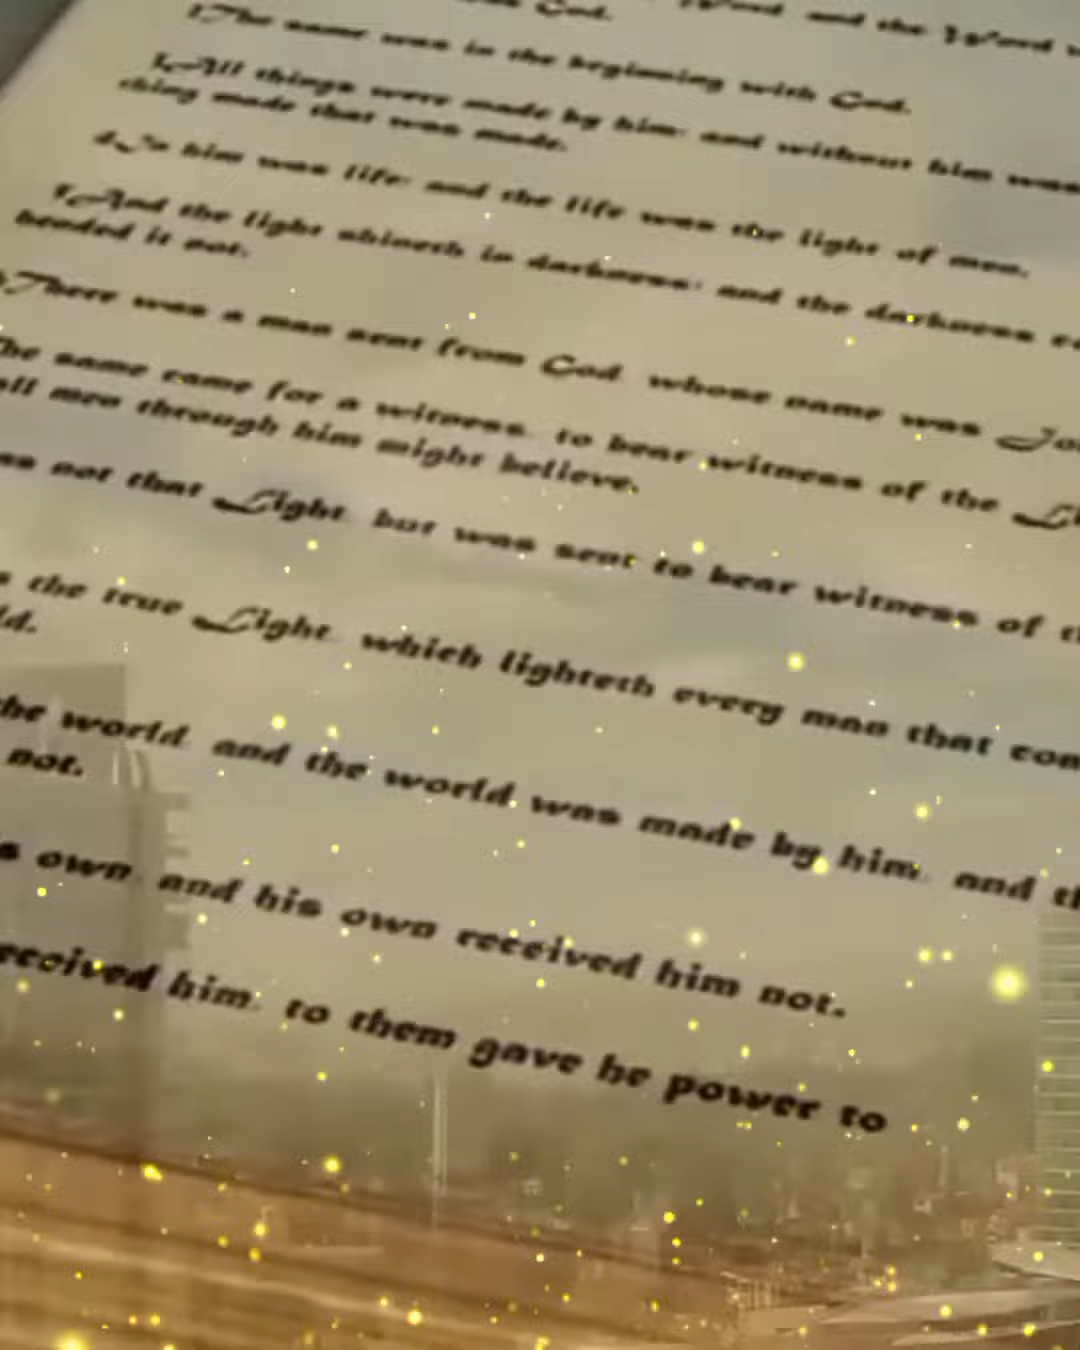 God. Word and the Word
The same was in the beginning with God.
All things were made by him and without him was
thing made that was made.
4 In him was life and the life was the light of men.
And the light shineth in darkness and the darkness
hended it not.
There was a man sent from God whose name was
The same came for a witness to bear witness of the
all men through him might believe.
not that Light but was sent to bear witness of
the true Light which lighteth every man that
the world and the world was made by him and
not.
own and his own received him not.
received him to them gave he power to